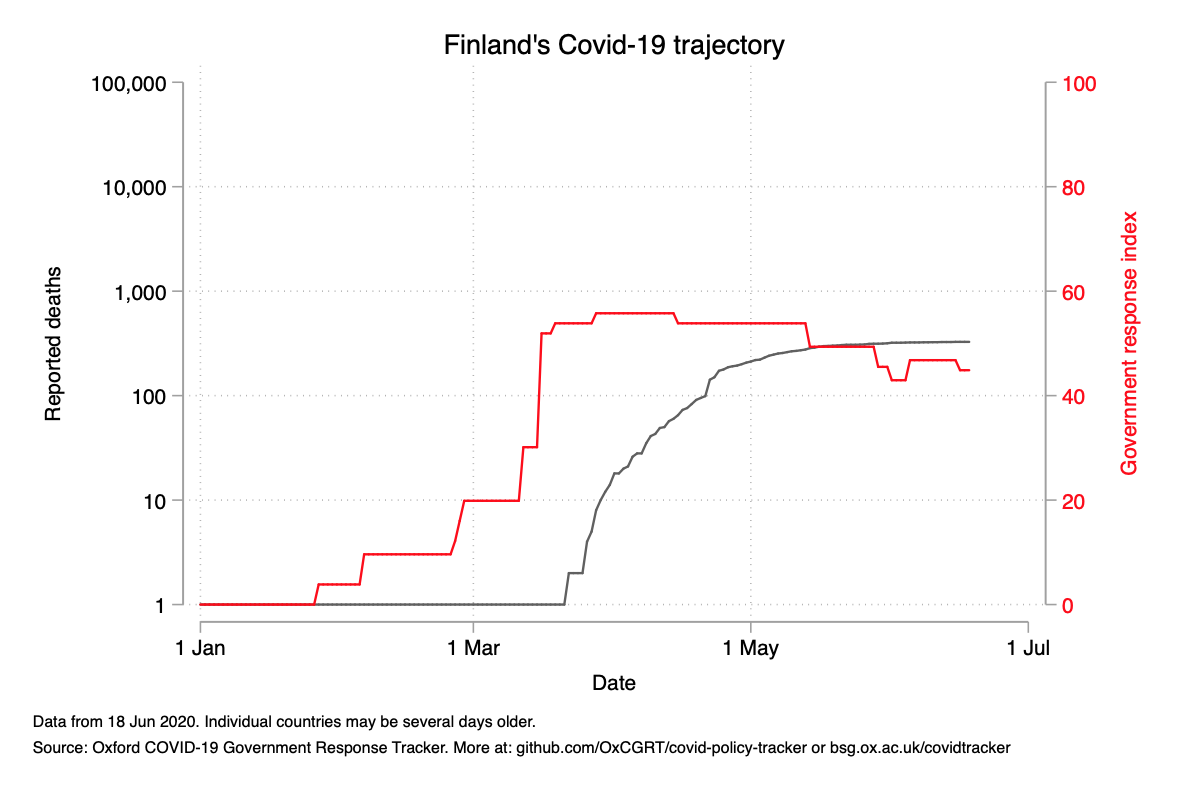 Finland's Covid-19 trajectory
100,000
10,000
1,000
100
10
1
Reported deaths
100
80
60
40
20
0
Government response index
1 Jan
1 Mar
1 May
1 Jul
Date
Data from 18 Jun 2020. Individual countries may be several days older.
Source: Oxford COVID-19 Government Response Tracker. More at: github.com/OxCGRT/covid-policy-tracker or bsg.ox.ac.uk/covidtracker